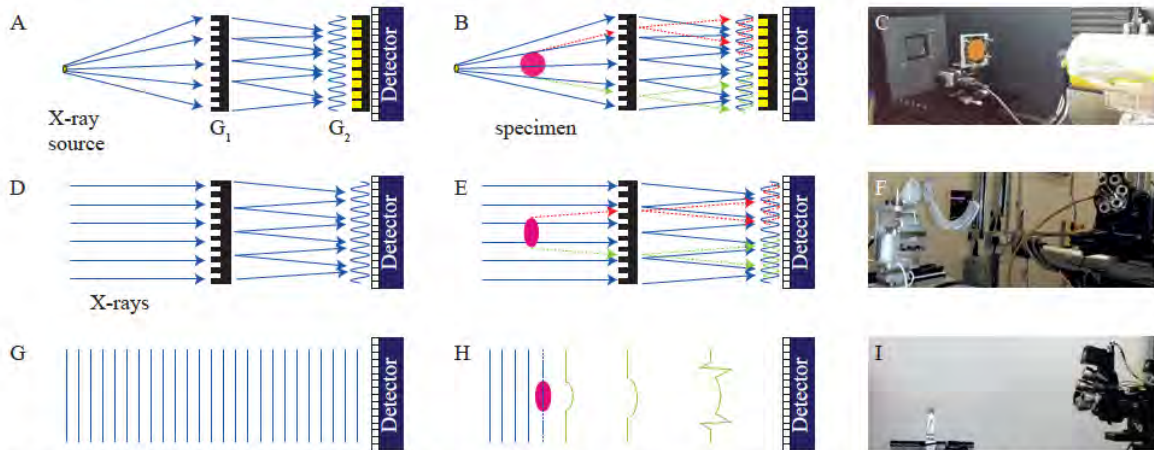 A
B
C
Detector
Detector
X-ray
source
G1
G2
specimen
D
E
F
Detector
Detector
X-rays
G
H
I
Detector
Detector